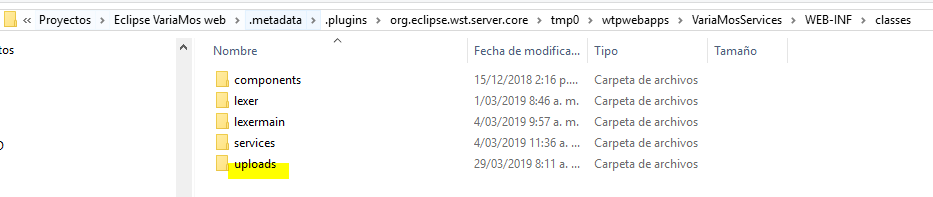 « Proyectos > Eclipse VariaMos web > .metadata > .plugins > org.eclipse.wst.server.core > tmp0 > wtpwebapps > VariaMosServices > WEB-INF > classes
Nombre Fecha de modifica... Tipo Tamaño
components 15/12/2018 2:16 p.... Carpeta de archivos
lexer 1/03/2019 8:46 a. m. Carpeta de archivos
lexermain 4/03/2019 9:57 a. m. Carpeta de archivos
services 4/03/2019 11:36 a. ... Carpeta de archivos
uploads 29/03/2019 8:11 a. ... Carpeta de archivos